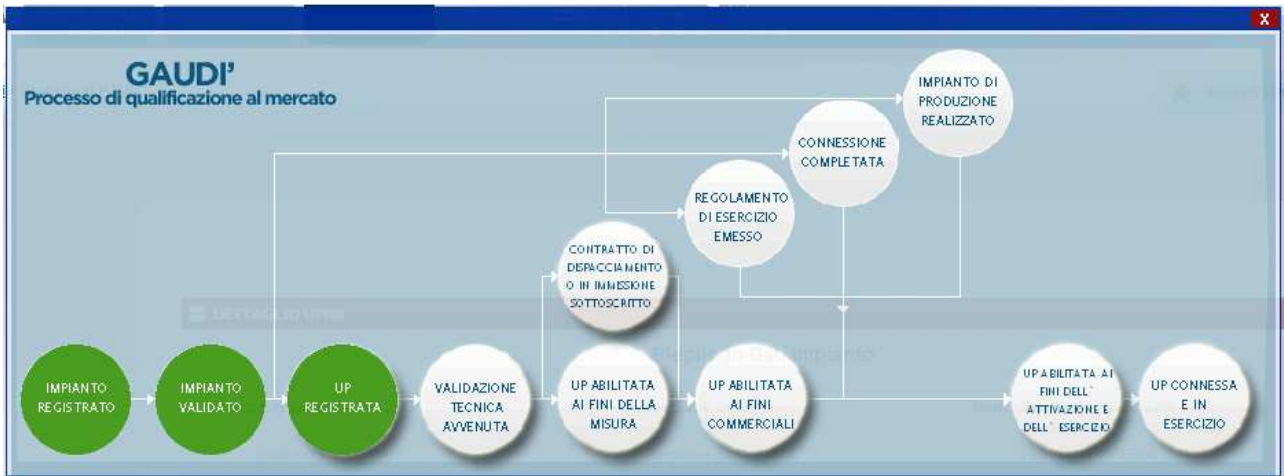 X
GAUDI'
Processo di qualificazione al mercato
IMPIANTO DI
PRODUZIONE
REALIZZATO
CONNESSIONE
COMPLETATA
REGOLAMENTO
DI ESERCIZIO
EMESSO
CONTRATTO DI
DISPACCIAMENTO
O IN IMMISSIONE
SOTTOSCRITTO
IMPIANTO
REGISTRATO
IMPIANTO
VALIDATO
UP
REGISTRATA
VALIDAZIONE
TECNICA
AVVENUTA
UP ABILITATA
AI FINI DELLA
MISURA
UP ABILITATA
AI FINI
COMMERCIALI
UP ABILITATA AI
FINI DELL`
ATTIVAZIONE E
DELL` ESERCIZIO
UP CONNESSA
E IN
ESERCIZIO